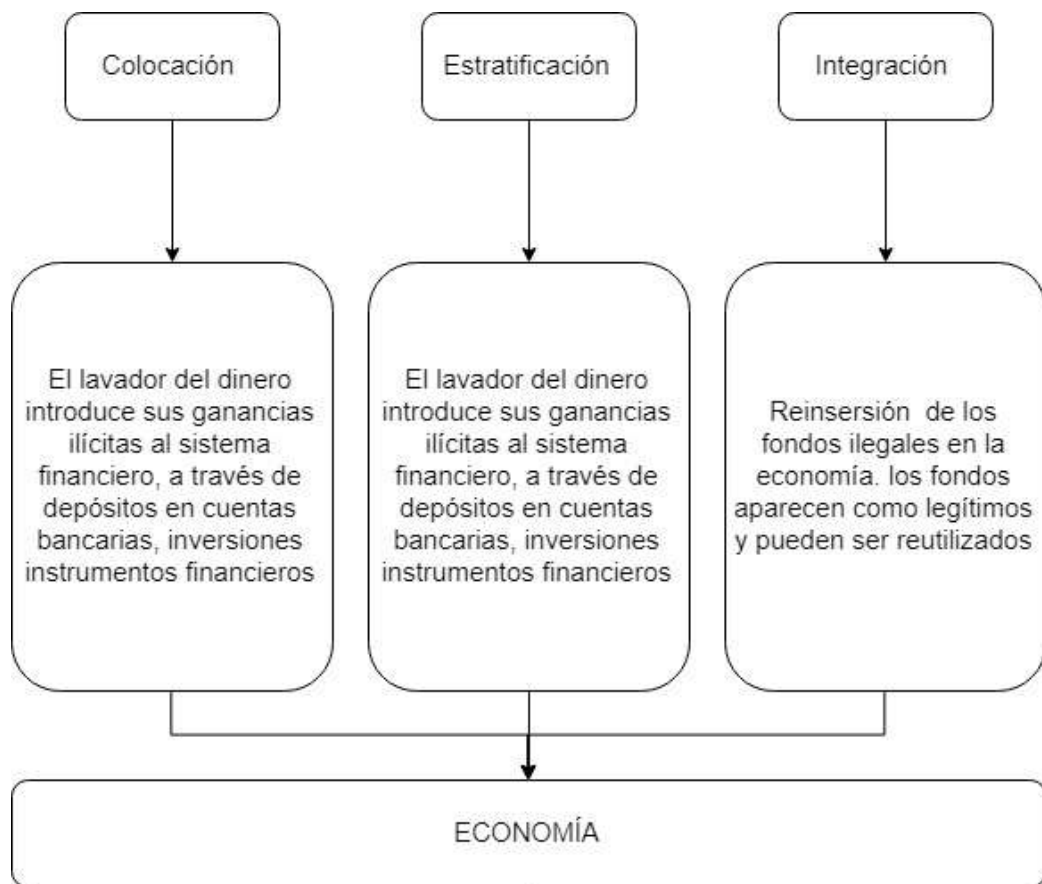 Colocación
Estratificación
Integración
El lavador del dinero
introduce sus ganancias
ilícitas al sistema
financiero, a través de
depósitos en cuentas
bancarias, inversiones
instrumentos financieros
El lavador del dinero
introduce sus ganancias
ilícitas al sistema
financiero, a través de
depósitos en cuentas
bancarias, inversiones
instrumentos financieros
Reinsersión  de los
fondos ilegales en la
economía. los fondos
aparecen como legítimos
y pueden ser reutilizados
ECONOMÍA